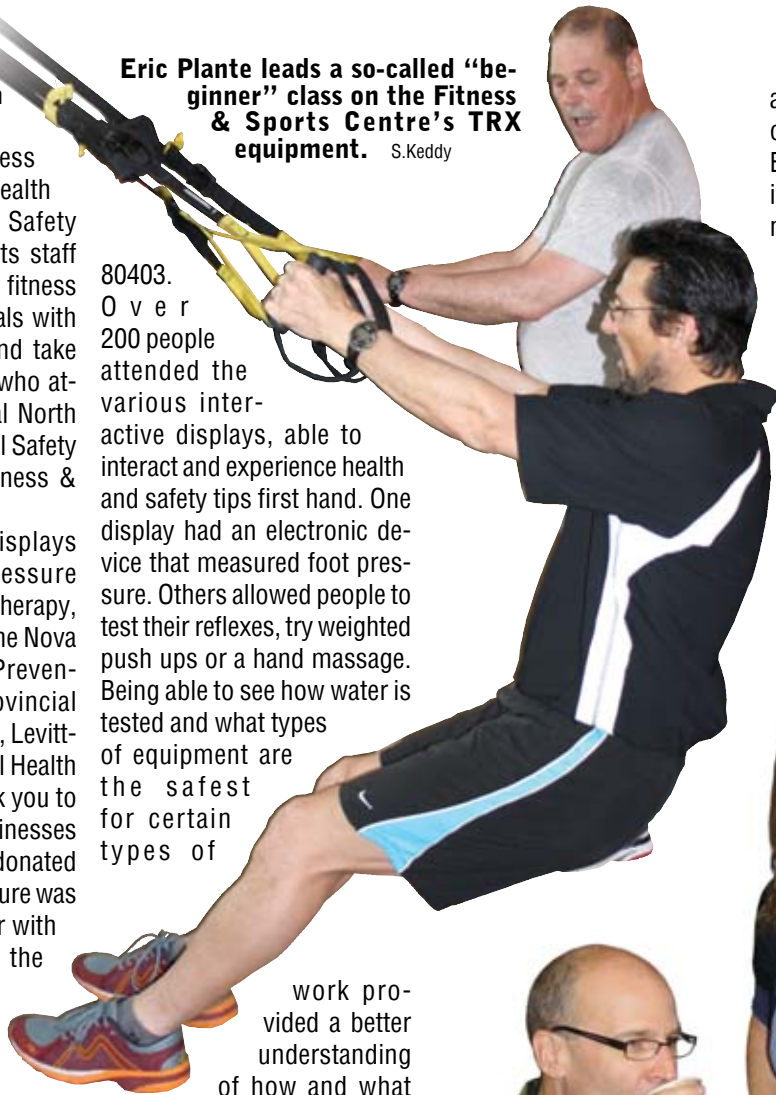 Eric Plante leads a so-called “be-
ginner” class on the Fitness
& Sports Centre’s TRX
equipment. S.Keddy
ess
ealth
Safety
ts staff
fitness
als with
nd take
who at-
al North
l Safety
ness &
isplays
essure
herapy,
ne Nova
Preven-
ovincial
, Levitt-
l Health
k you to
inesses
donated
ure was
r with
the
80403.
Over
200 people
attended the
various inter-
active displays, able to
interact and experience health
and safety tips first hand. One
display had an electronic de-
vice that measured foot pres-
sure. Others allowed people to
test their reflexes, try weighted
push ups or a hand massage.
Being able to see how water is
tested and what types
of equipment are
the safest
for certain
types of
work pro-
vided a better
understanding
of how and what